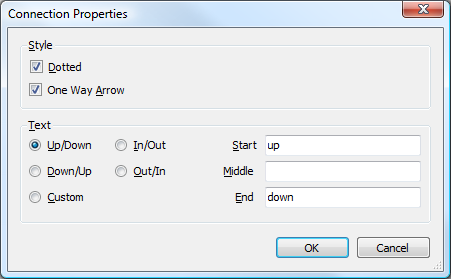 Connection Properties
Style
Dotted
One Way Arrow
Text
Up/Down In/Out Start up
Down/Up Out/In Middle
Custom End down
OK Cancel